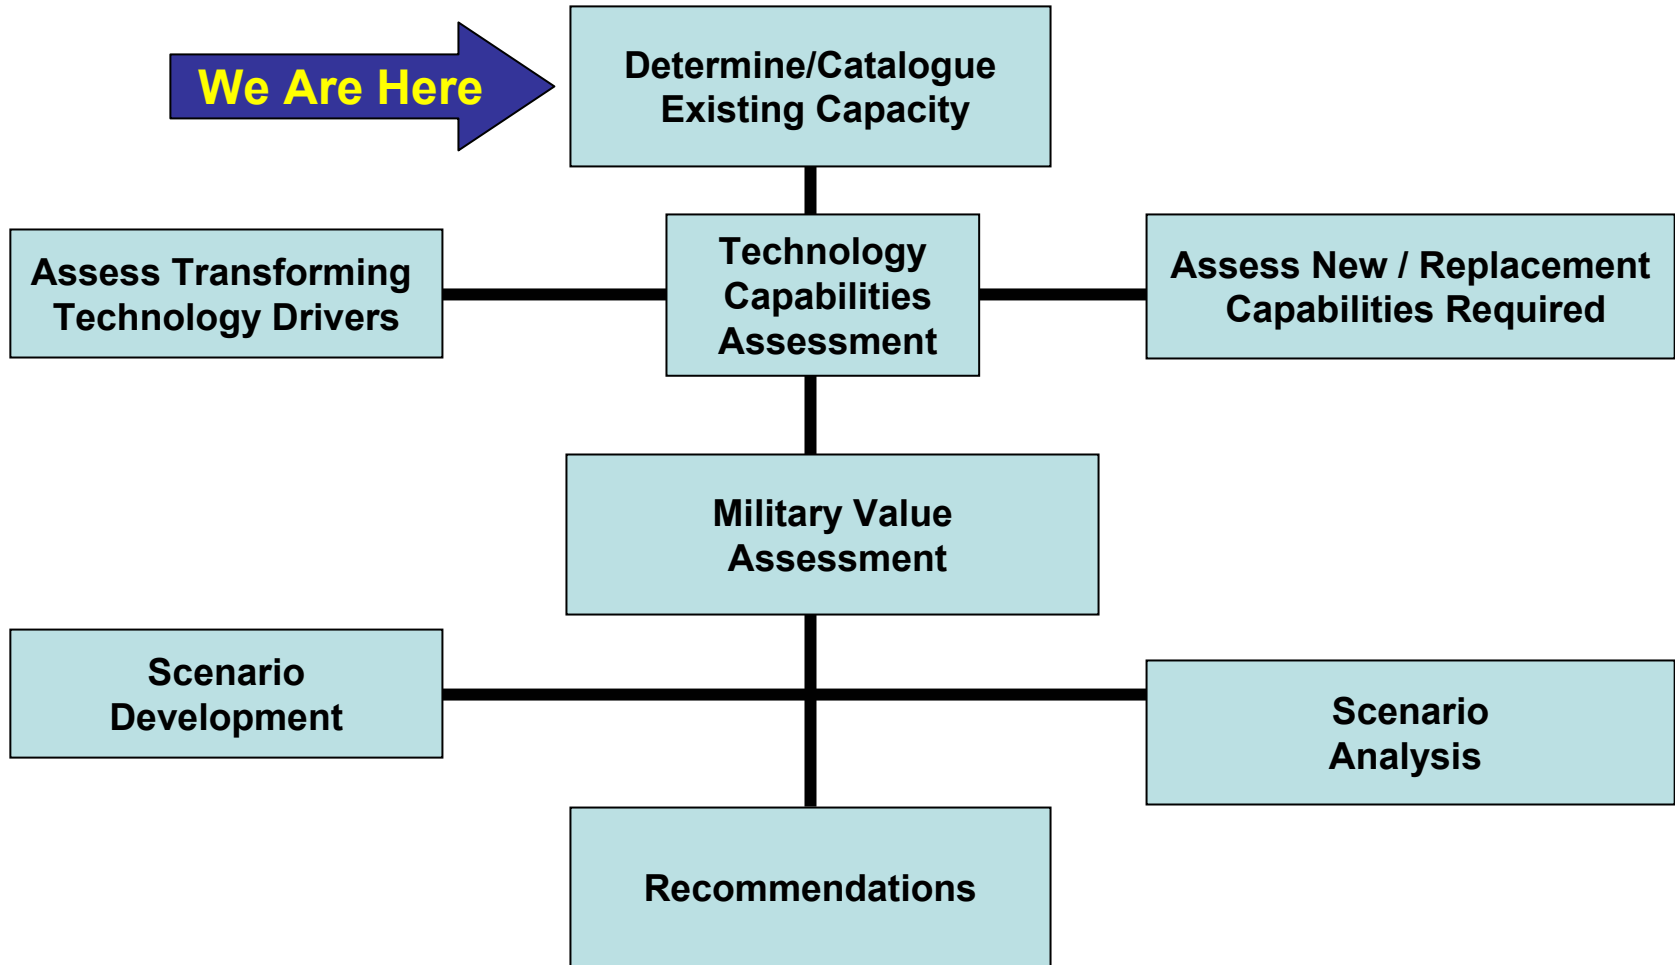 We Are Here
Determine/Catalogue
Existing Capacity
Assess Transforming
Technology Drivers
Technology
Capabilities
Assessment
Assess New / Replacement
Capabilities Required
Military Value
Assessment
Scenario
Development
Scenario
Analysis
Recommendations